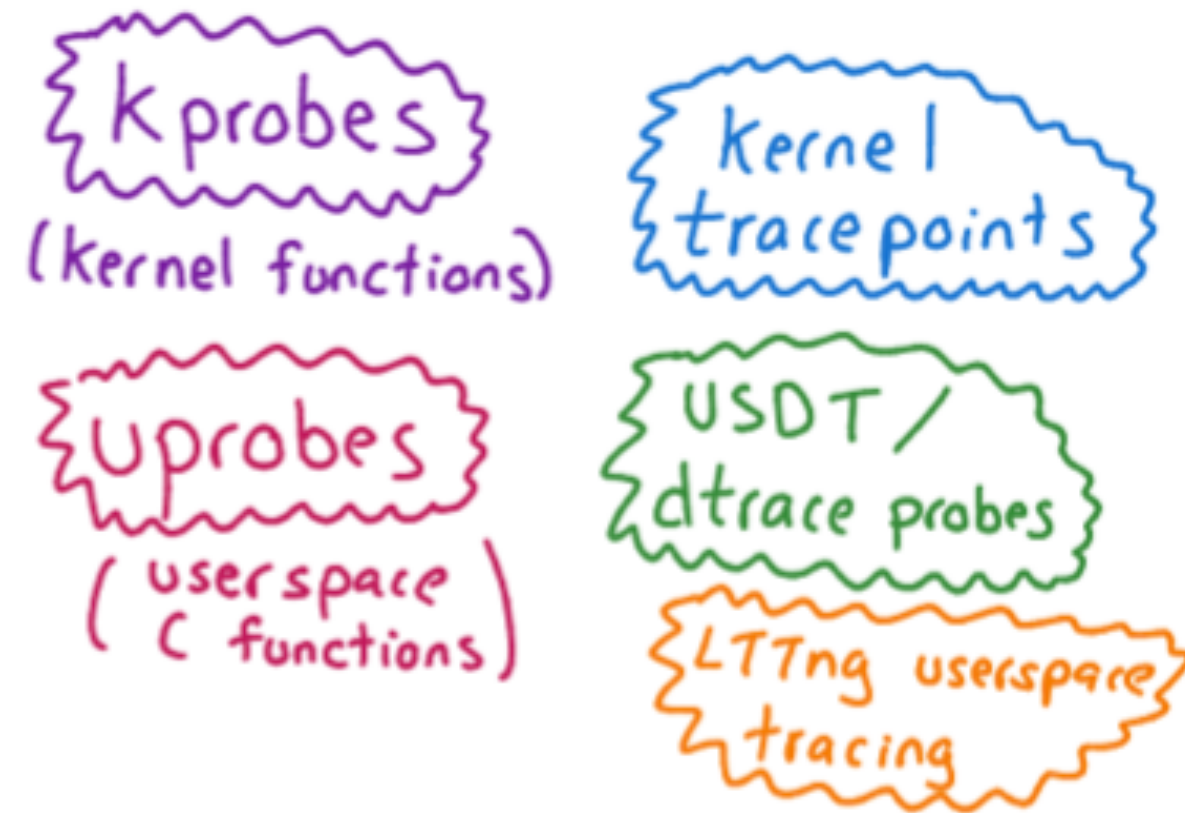 kprobes
(kernel functions)
uprobes
(userspace
C functions)
kernel
tracepoints
USDT/
dtrace probes
LTTng userspace
tracing